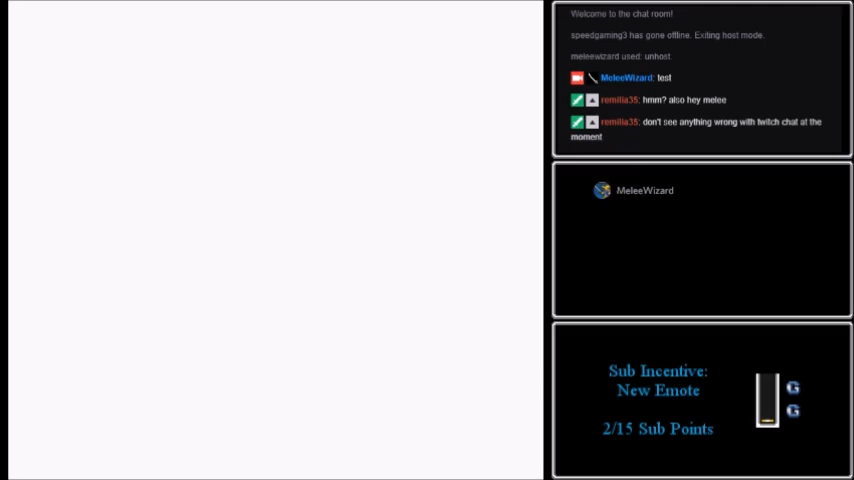 Welcome to the chat room!
speedgaming3 has gone offline. Exiting host mode.
meleewizard used: unhost.
MeleeWizard: test
remilia35: hmm? also hey melee
remilia35: don't see anything wrong with twitch chat at the
moment
MeleeWizard
Sub Incentive:
New Emote
G
2/15 Sub Points
G